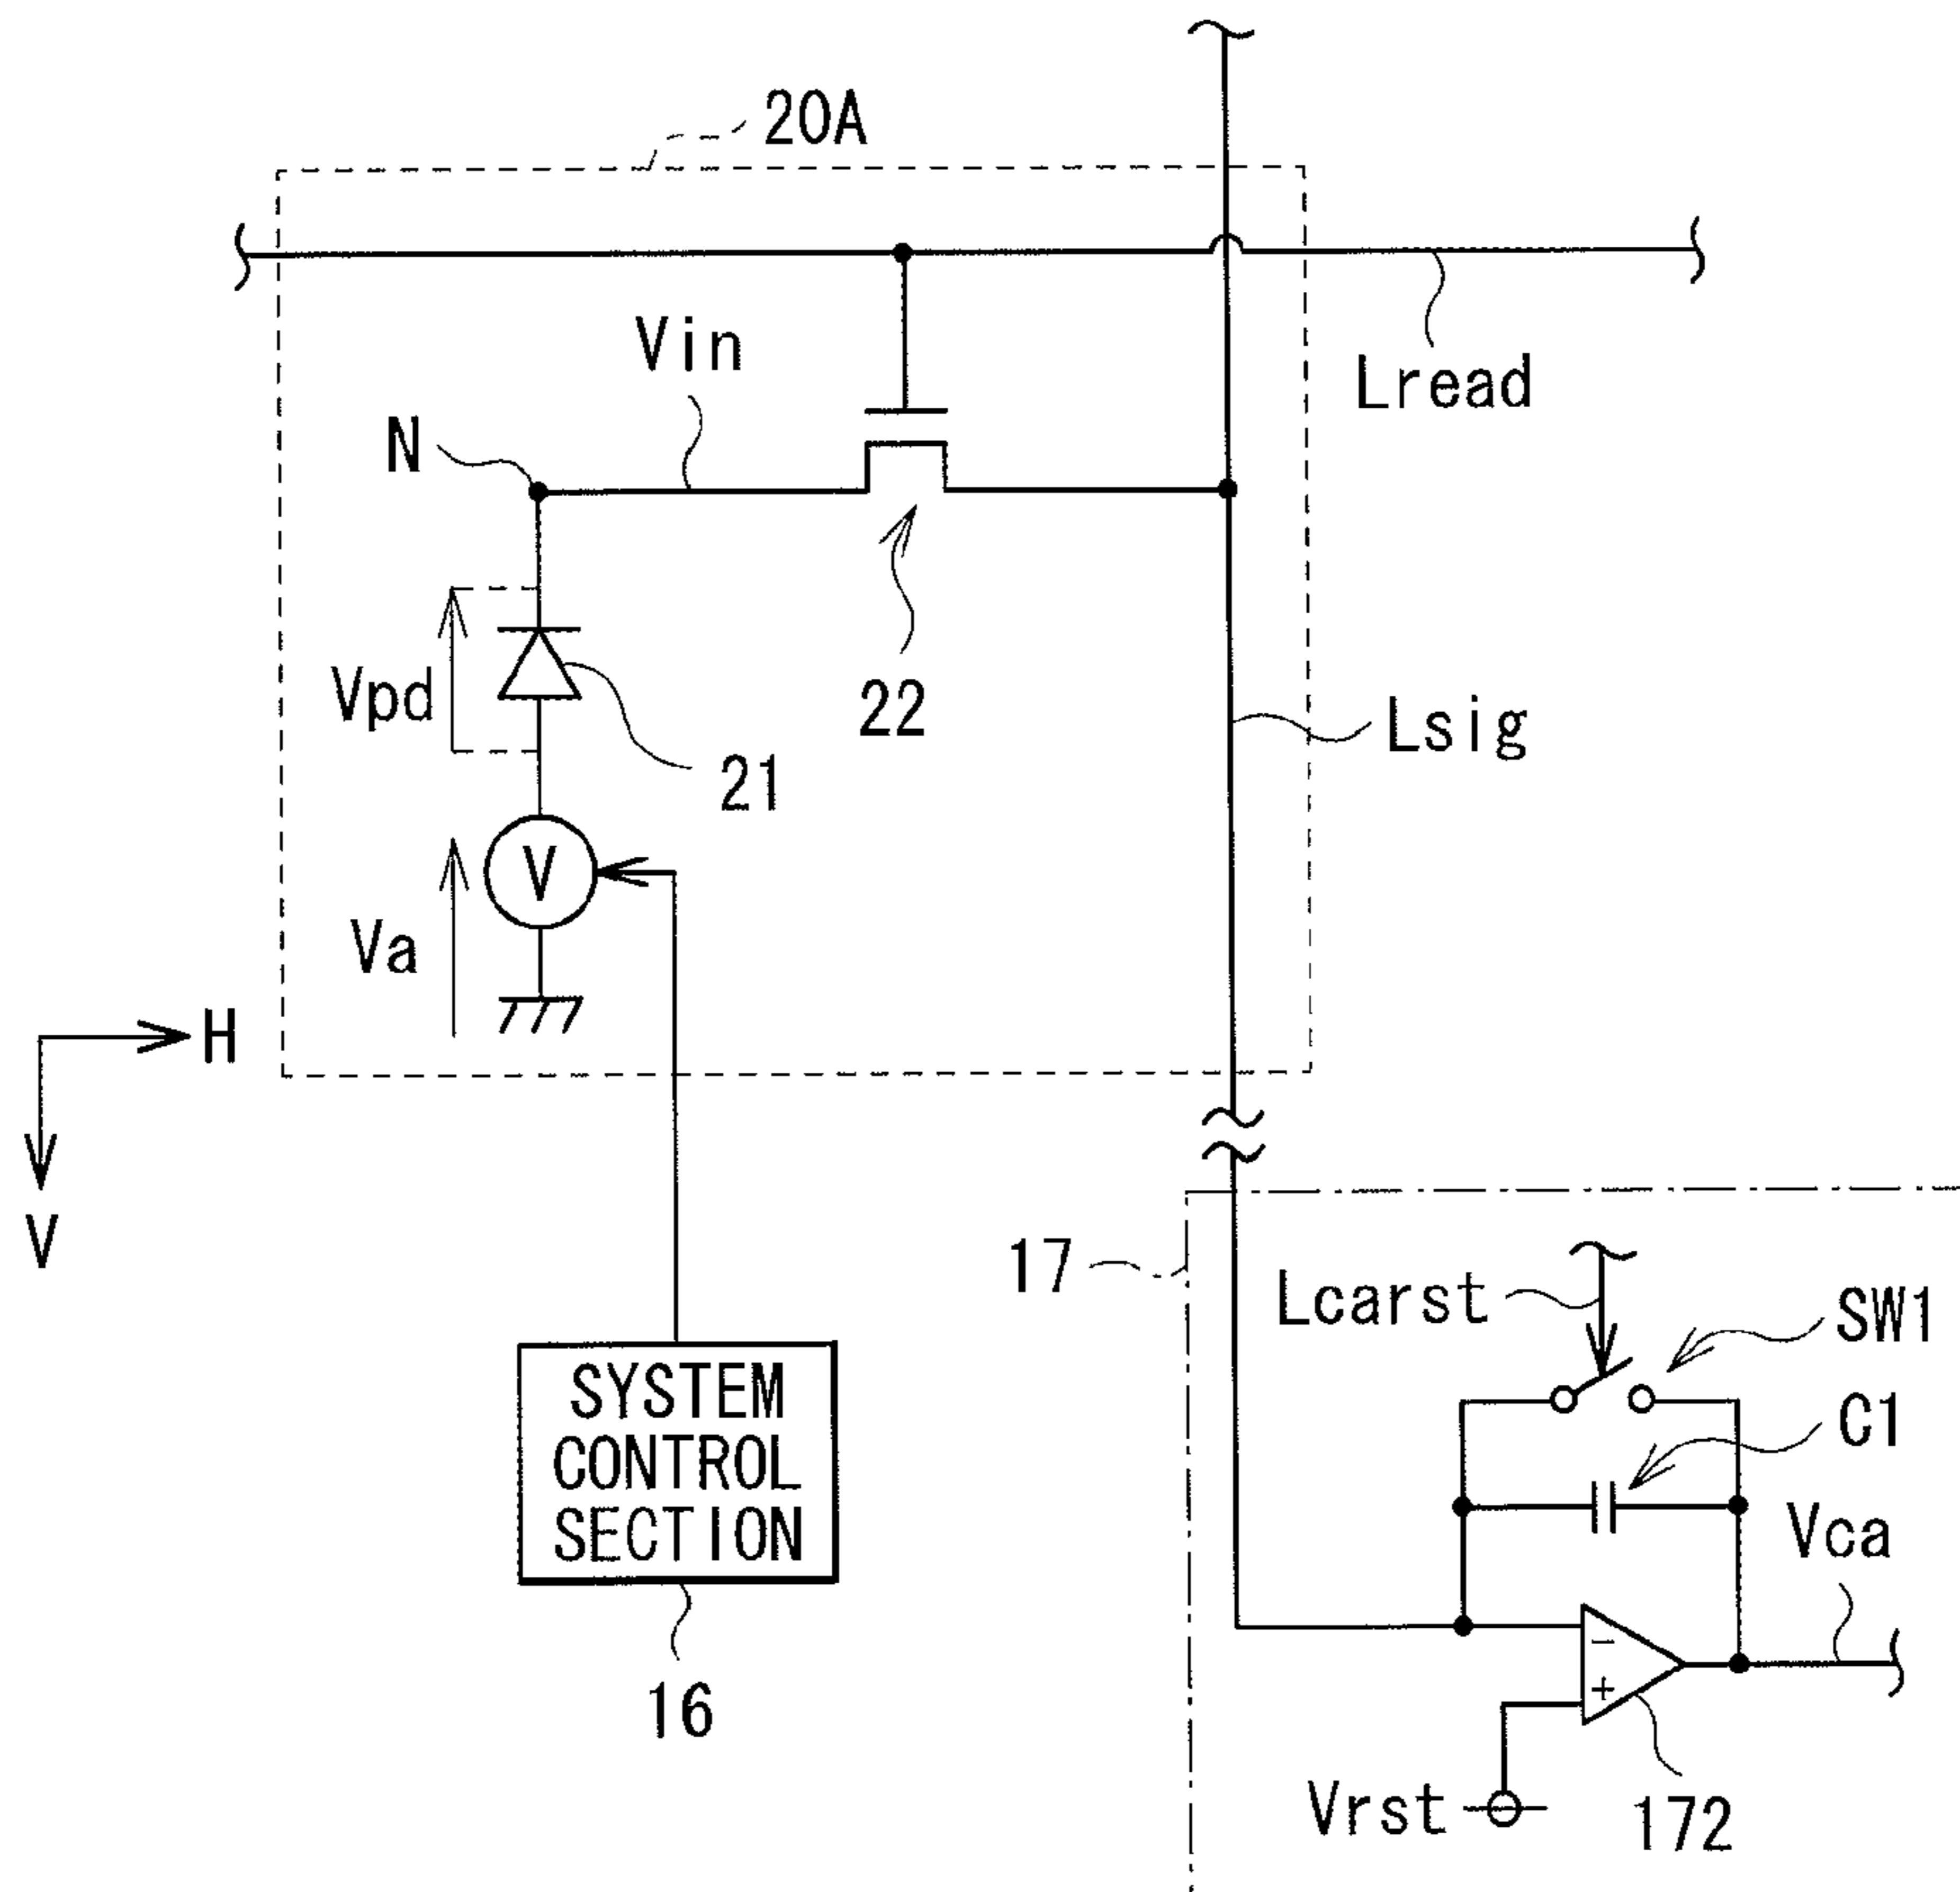 20A
Vin
Lread
N
Vpd
22
Lsig
21
V
Va
H
V
17
Lcarst
SW1
SYSTEM
CONTROL
SECTION
C1
Vca
16
−
+
Vrst
172